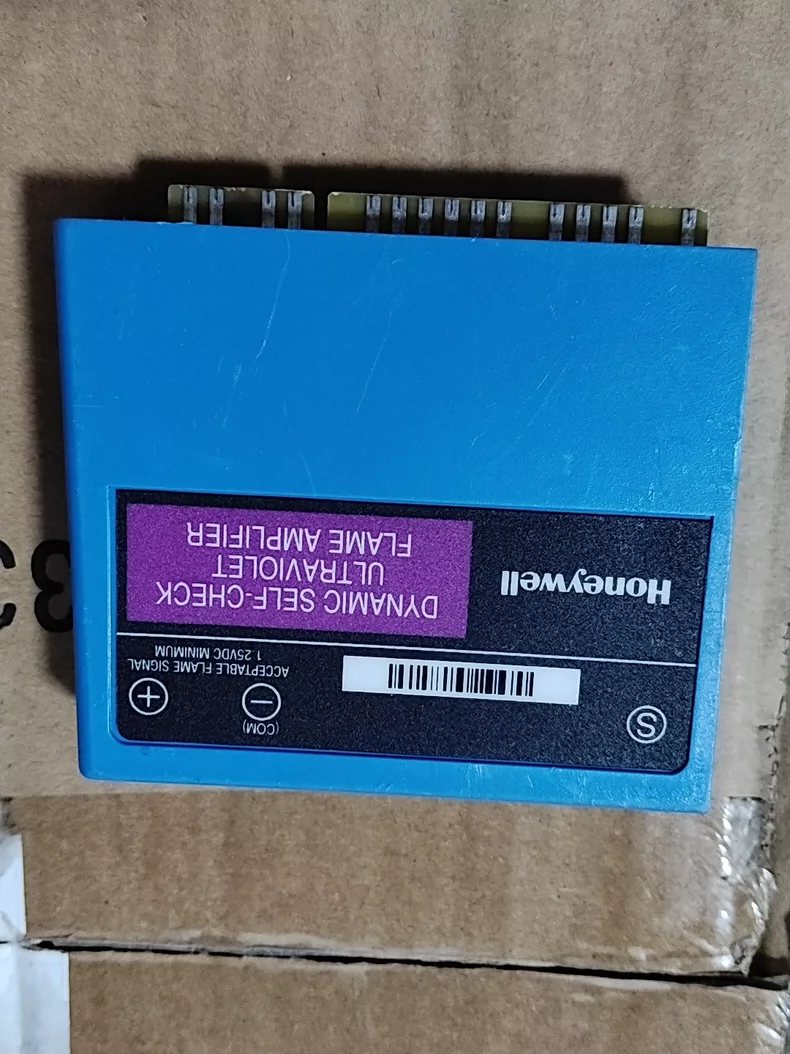 S
(COM)
−
+
ACCEPTABLE FLAME SIGNAL
1.25VDC MINIMUM
Honeywell
DYNAMIC SELF-CHECK
ULTRAVIOLET
FLAME AMPLIFIER